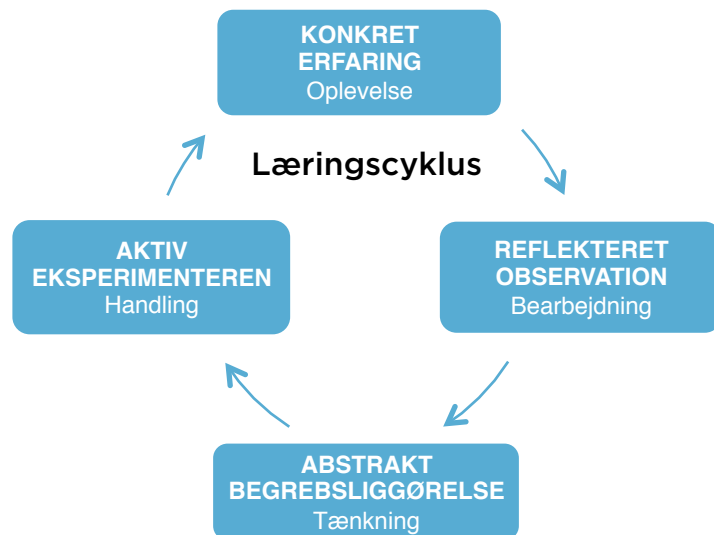 KONKRET
ERFARING
Oplevelse
Læringscyklus
AKTIV
EKSPERIMENTEREN
Handling
REFLEKTERET
OBSERVATION
Bearbejdning
ABSTRAKT
BEGREBSLIGGØRELSE
Tænkning